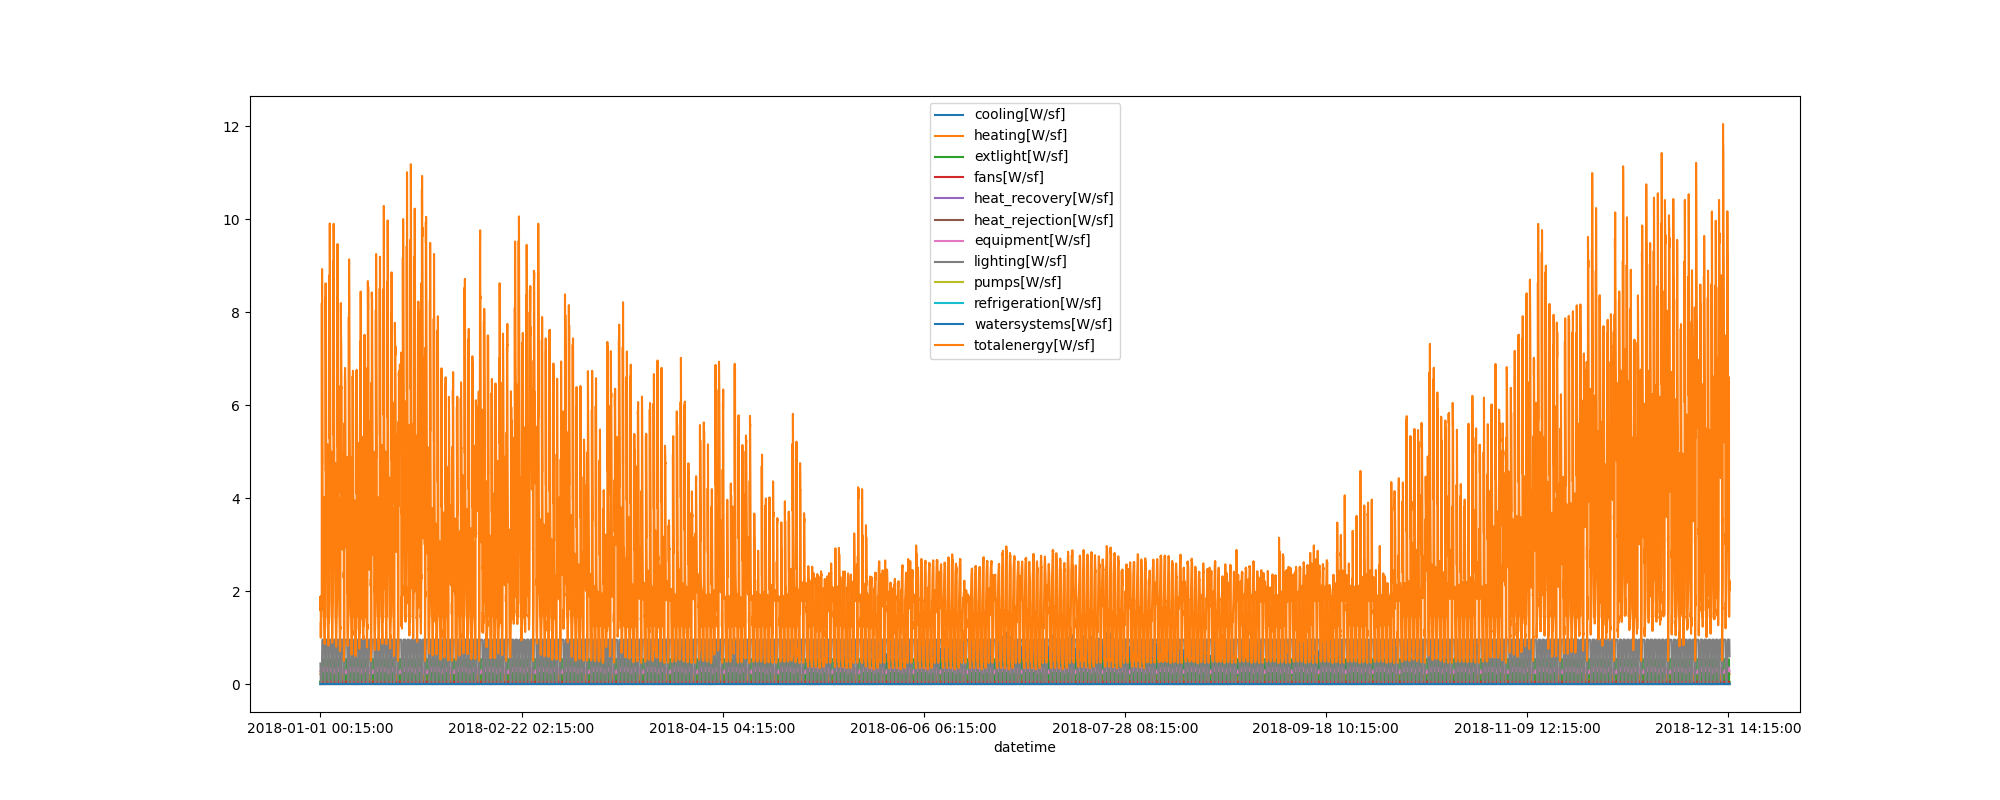 cooling[W/sf]
heating[W/sf]
extlight[W/sf]
fans[W/sf]
heat_recovery[W/sf]
heat_rejection[W/sf]
equipment[W/sf]
lighting[W/sf]
pumps[W/sf]
refrigeration[W/sf]
watersystems[W/sf]
totalenergy[W/sf]
12
10
8
6
4
2
0
2018-01-01 00:15:00 2018-02-22 02:15:00 2018-04-15 04:15:00 2018-06-06 06:15:00 2018-07-28 08:15:00 2018-09-18 10:15:00 2018-11-09 12:15:00 2018-12-31 14:15:00
datetime